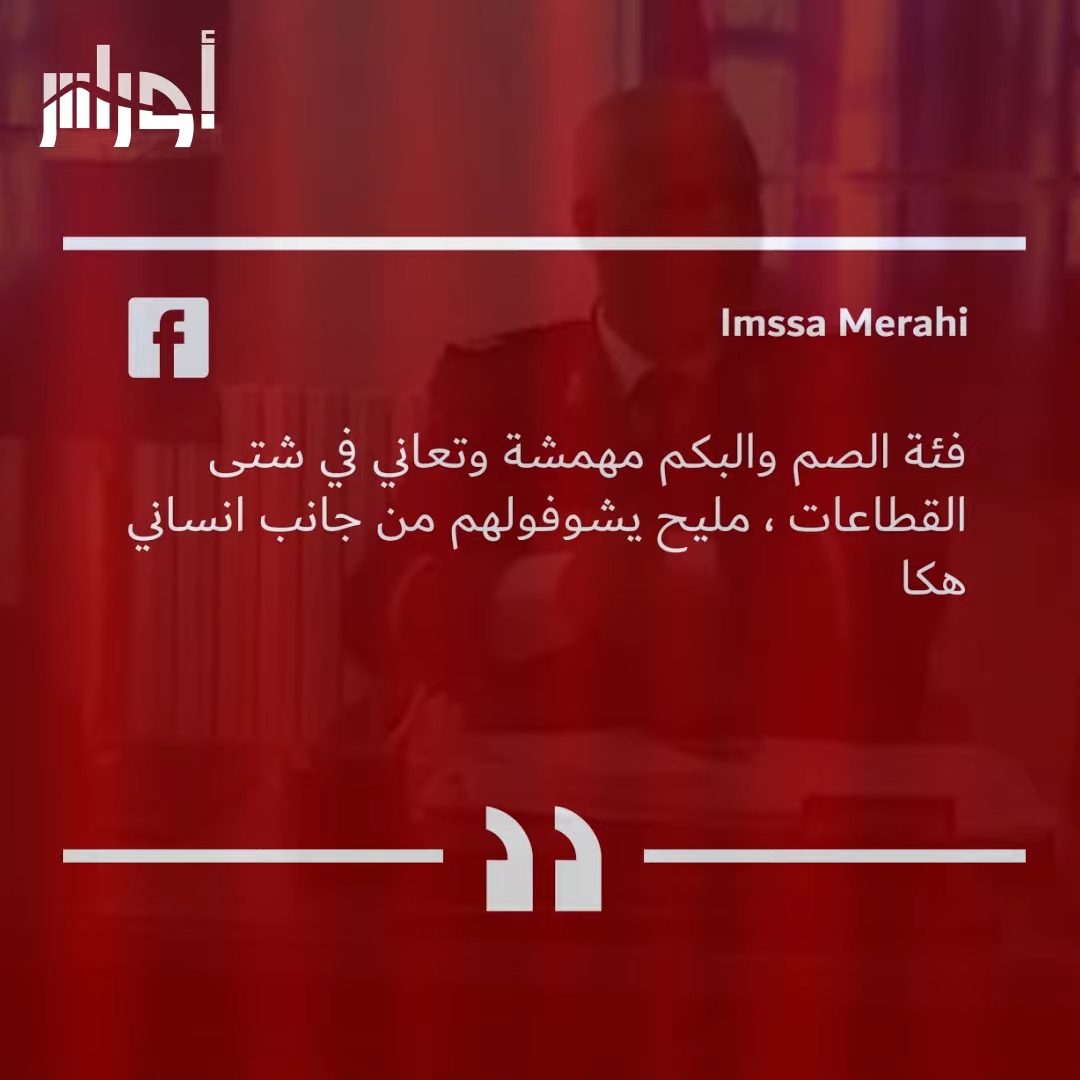 أوراس
Imssa Merahi
فئة الصم والبكم مهمشة وتعاني في شتى
القطاعات ، مليح يشوفولهم من جانب انساني
هكا